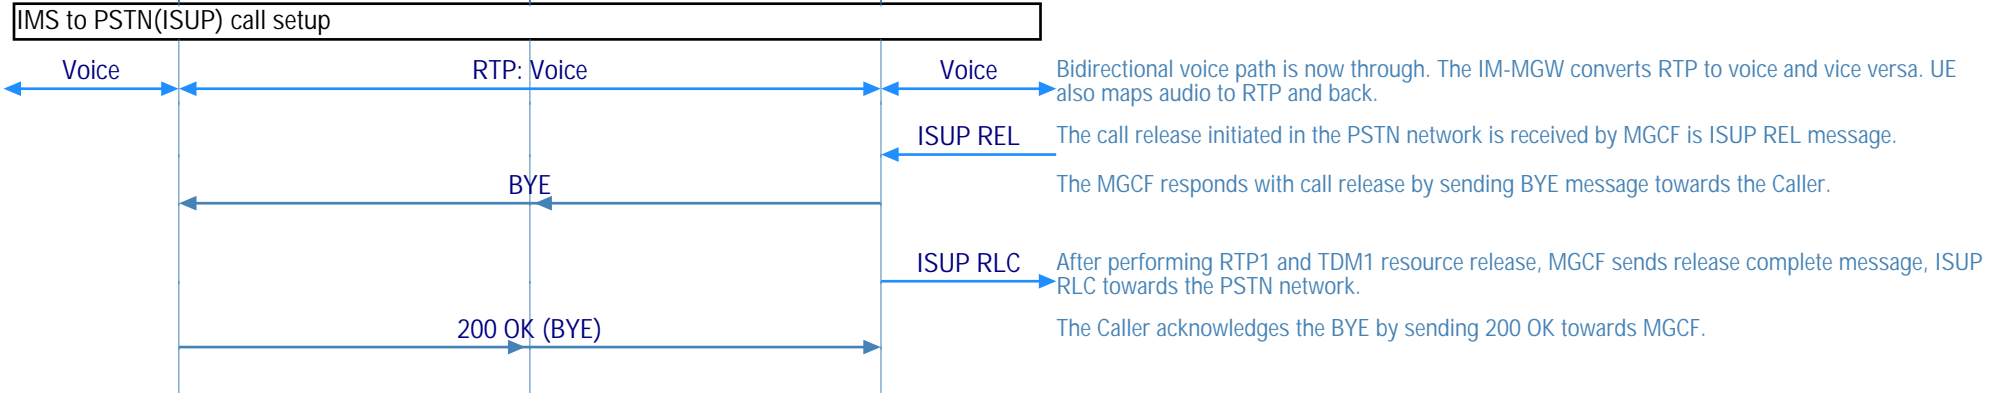 IMS to PSTN(ISUP) call setup
Voice
RTP: Voice
Voice
Bidirectional voice path is now through. The IM-MGW converts RTP to voice and vice versa. UE
also maps audio to RTP and back.
ISUP REL
The call release initiated in the PSTN network is received by MGCF is ISUP REL message.
BYE
The MGCF responds with call release by sending BYE message towards the Caller.
ISUP RLC
After performing RTP1 and TDM1 resource release, MGCF sends release complete message, ISUP
RLC towards the PSTN network.
200 OK (BYE)
The Caller acknowledges the BYE by sending 200 OK towards MGCF.